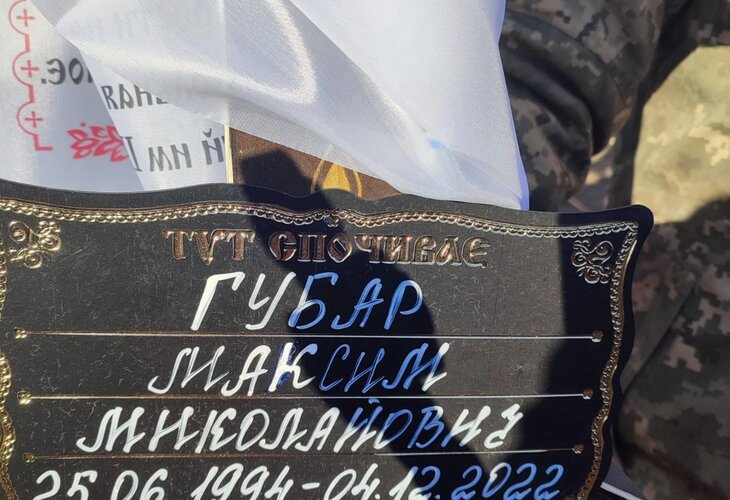 ТУТ СПОЧИВАЄ
ГУБАР
МАКСИМ
МИКОЛАЙОВИЧ
25.06.1994-04.12.2022